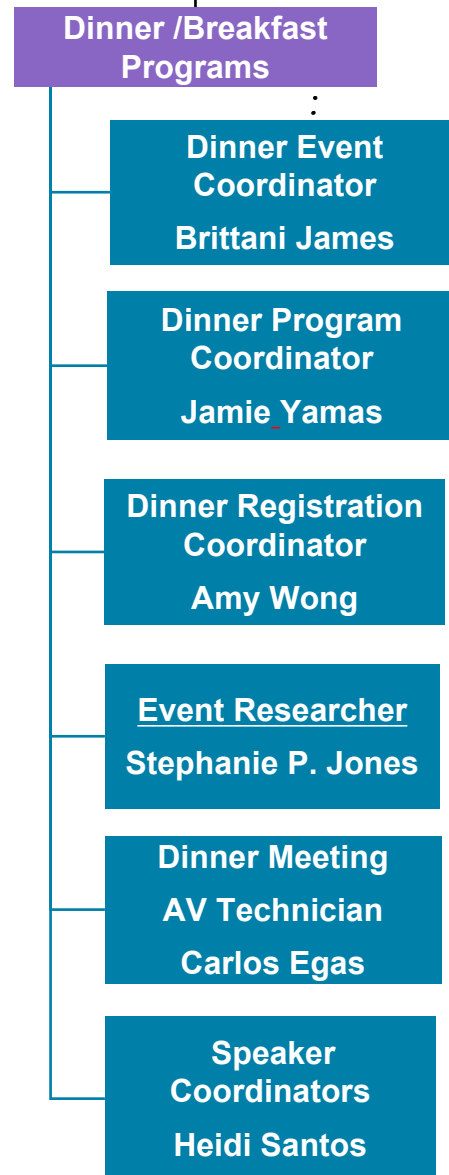 Dinner /Breakfast
Programs
Dinner Event
Coordinator
Brittani James
Dinner Program
Coordinator
Jamie Yamas
Dinner Registration
Coordinator
Amy Wong
Event Researcher
Stephanie P. Jones
Dinner Meeting
AV Technician
Carlos Egas
Speaker
Coordinators
Heidi Santos